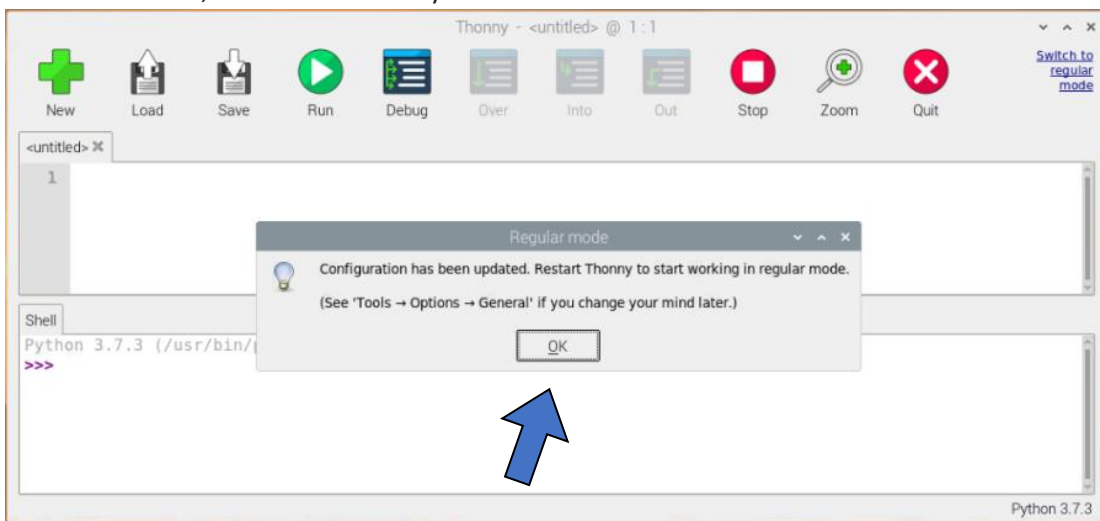 Thonny - <untitled> @ 1:1
New Load Save Run Debug Over Into Out Stop Zoom Quit
Switch to
regular
mode
<untitled>
1
Regular mode
Configuration has been updated. Restart Thonny to start working in regular mode.
(See 'Tools → Options → General' if you change your mind later.)
OK
Shell
Python 3.7.3 (/usr/bin/
>>>
Python 3.7.3